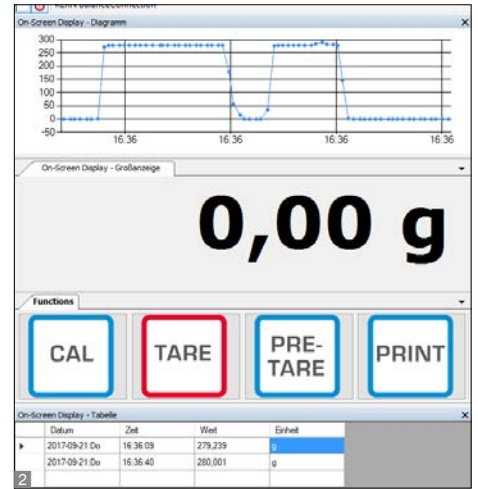 KERN BalanceConnection
On-Screen Display - Diagramm
300
250
200
150
100
50
0
-50
16:36 16:36 16:36 16:36
On-Screen Display - Großanzeige
0,00 g
Functions
CAL
TARE
PRE-
TARE
PRINT
On-Screen Display - Tabelle
Datum Zeit Wert Einheit
2017-09-21:Do 16:36:09 279,239 g
2017-09-21:Do 16:36:40 280,001 g
2